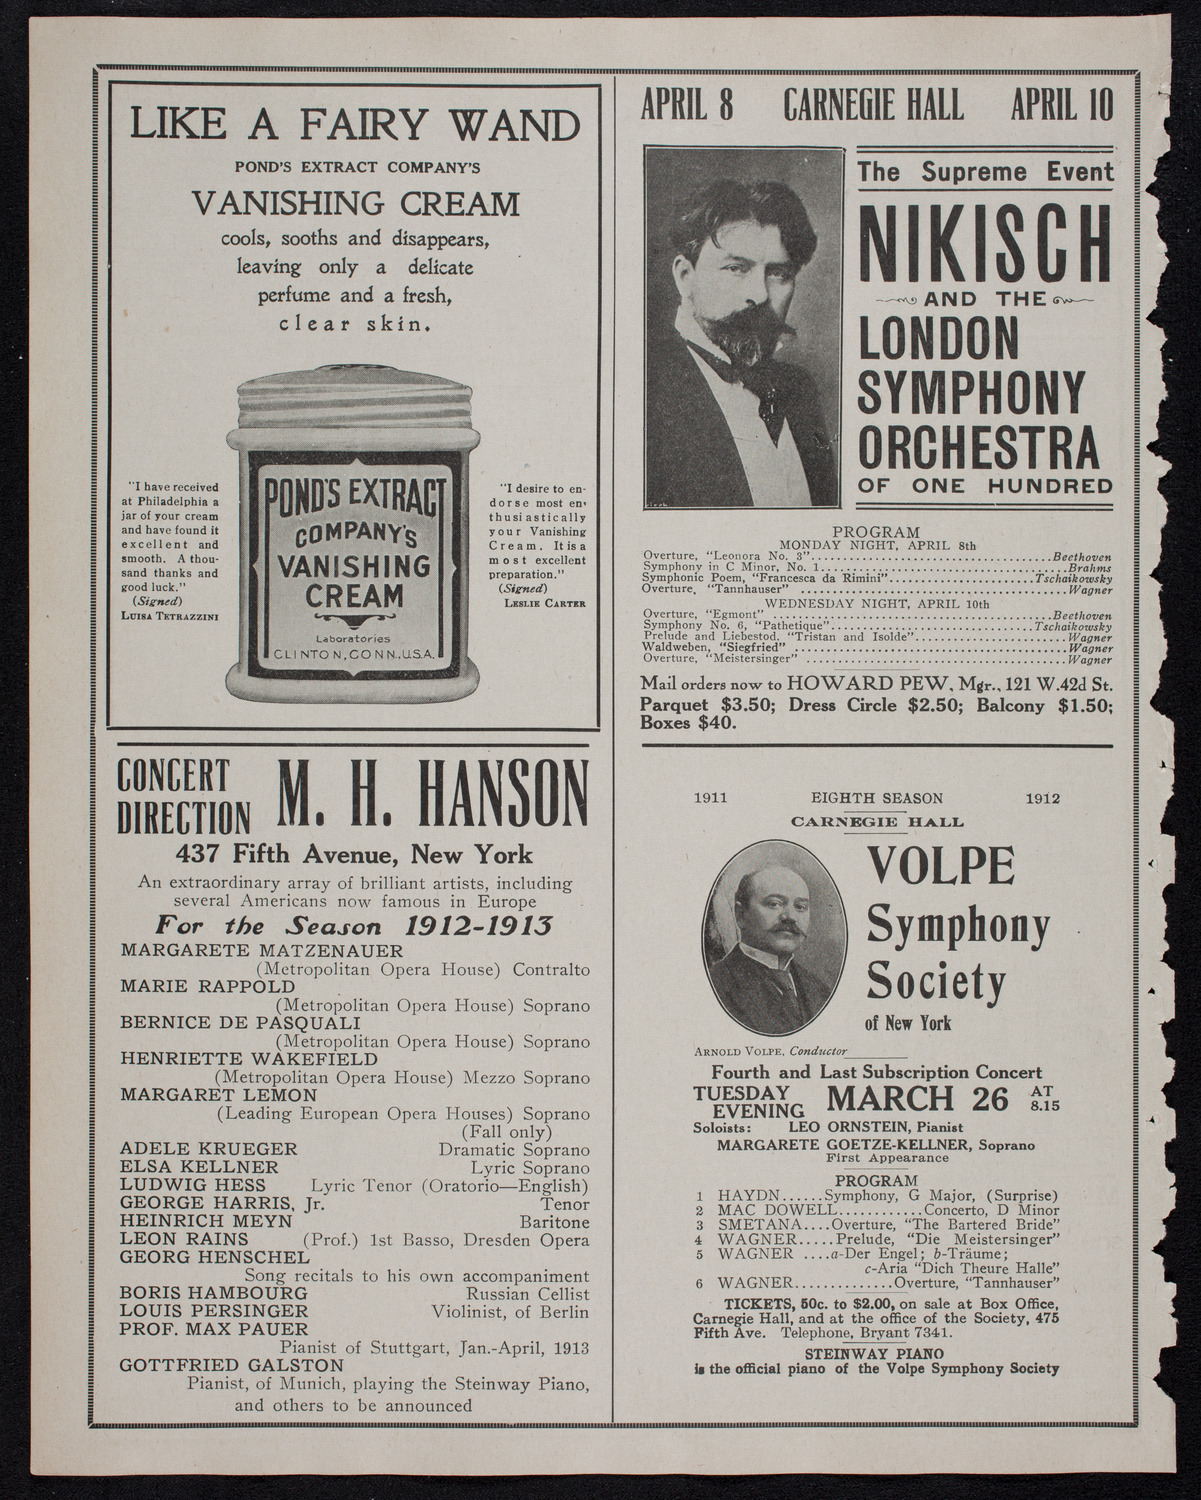 LIKE A FAIRY WAND
POND'S EXTRACT COMPANY'S
VANISHING CREAM
cools, sooths and disappears,
leaving only a delicate
perfume and a fresh,
clear skin.
"I have received
at Philadelphia a
jar of your cream
and have found it
excellent and
smooth. A thou-
sand thanks and
good luck."
(Signed)
LUISA TETRAZZINI
POND'S EXTRACT
COMPANY'S
VANISHING
CREAM
Laboratories
CLINTON, CONN., U.S.A.
"I desire to en-
dorse most en-
thusiastically
your Vanishing
Cream. It is a
most excellent
preparation."
(Signed)
LESLIE CARTER
CONCERT
DIRECTION
M. H. HANSON
437 Fifth Avenue, New York
An extraordinary array of brilliant artists, including
several Americans now famous in Europe
For the Season 1912-1913
MARGARETE MATZENAUER
(Metropolitan Opera House) Contralto
MARIE RAPPOLD
(Metropolitan Opera House) Soprano
BERNICE DE PASQUALI
(Metropolitan Opera House) Soprano
HENRIETTE WAKEFIELD
(Metropolitan Opera House) Mezzo Soprano
MARGARET LEMON
(Leading European Opera Houses) Soprano
(Fall only)
ADELE KRUEGER Dramatic Soprano
ELSA KELLNER Lyric Soprano
LUDWIG HESS Lyric Tenor (Oratorio—English)
GEORGE HARRIS, Jr. Tenor
HEINRICH MEYN Baritone
LEON RAINS (Prof.) 1st Basso, Dresden Opera
GEORG HENSCHEL
Song recitals to his own accompaniment
BORIS HAMBOURG Russian Cellist
LOUIS PERSINGER Violinist, of Berlin
PROF. MAX PAUER
Pianist of Stuttgart, Jan.-April, 1913
GOTTFRIED GALSTON
Pianist, of Munich, playing the Steinway Piano,
and others to be announced
APRIL 8 CARNEGIE HALL APRIL 10
The Supreme Event
NIKISCH
AND THE
LONDON
SYMPHONY
ORCHESTRA
OF ONE HUNDRED
PROGRAM
MONDAY NIGHT, APRIL 8th
Overture, "Leonora No. 3"..............................Beethoven
Symphony in C Minor, No. 1..............................Brahms
Symphonic Poem, "Francesca da Rimini"....................Tschaikowsky
Overture, "Tannhauser" ..............................Wagner
WEDNESDAY NIGHT, APRIL 10th
Overture, "Egmont" ..............................Beethoven
Symphony No. 6, "Pathetique"..............................Tschaikowsky
Prelude and Liebestod, "Tristan and Isolde"....................Wagner
Waldweben, "Siegfried" ..............................Wagner
Overture, "Meistersinger" ..............................Wagner
Mail orders now to HOWARD PEW, Mgr., 121 W.42d St.
Parquet $3.50; Dress Circle $2.50; Balcony $1.50;
Boxes $40.
1911 EIGHTH SEASON 1912
CARNEGIE HALL
VOLPE
Symphony
Society
of New York
ARNOLD VOLPE, Conductor
Fourth and Last Subscription Concert
TUESDAY
EVENING
MARCH 26
AT
8.15
Soloists: LEO ORNSTEIN, Pianist
MARGARETE GOETZE-KELLNER, Soprano
First Appearance
PROGRAM
1 HAYDN......Symphony, G Major, (Surprise)
2 MAC DOWELL............Concerto, D Minor
3 SMETANA....Overture, "The Bartered Bride"
4 WAGNER.....Prelude, "Die Meistersinger"
5 WAGNER ....a-Der Engel; b-Träume;
c-Aria "Dich Theure Halle"
6 WAGNER..............Overture, "Tannhauser"
TICKETS, 50c. to $2.00, on sale at Box Office,
Carnegie Hall, and at the office of the Society, 475
Fifth Ave. Telephone, Bryant 7341.
STEINWAY PIANO
is the official piano of the Volpe Symphony Society